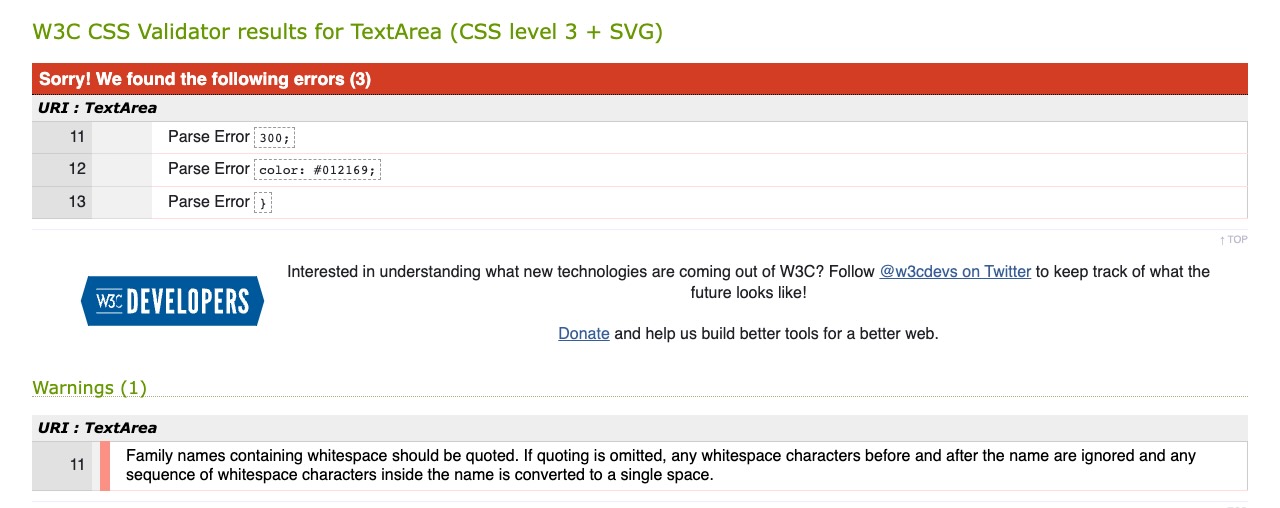 W3C CSS Validator results for TextArea (CSS level 3 + SVG)
Sorry! We found the following errors (3)
URI : TextArea
11 Parse Error 300;
12 Parse Error color: #012169;
13 Parse Error }
↑ TOP
Interested in understanding what new technologies are coming out of W3C? Follow @w3cdevs on Twitter to keep track of what the
future looks like!
W3C DEVELOPERS
Donate and help us build better tools for a better web.
Warnings (1)
URI : TextArea
11 Family names containing whitespace should be quoted. If quoting is omitted, any whitespace characters before and after the name are ignored and any
sequence of whitespace characters inside the name is converted to a single space.